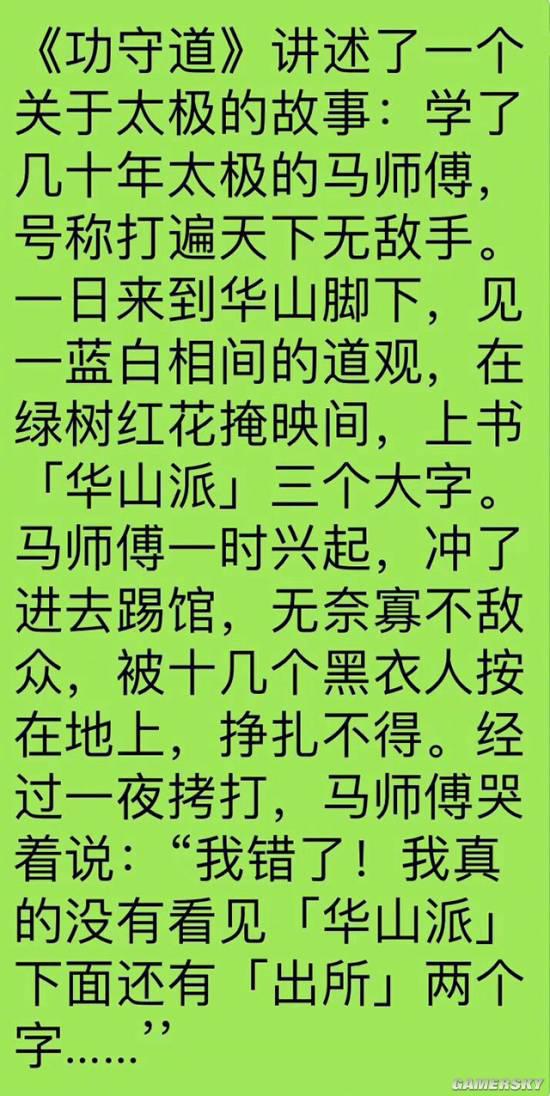 《功守道》讲述了一个
关于太极的故事：学了
几十年太极的马师傅，
号称打遍天下无敌手。
一日来到华山脚下，见
一蓝白相间的道观，在
绿树红花掩映间，上书
「华山派」三个大字。
马师傅一时兴起，冲了
进去踢馆，无奈寡不敌
众，被十几个黑衣人按
在地上，挣扎不得。经
过一夜拷打，马师傅哭
着说：“我错了！我真
的没有看见「华山派」
下面还有「出所」两个
字……’’
GAMERSKY